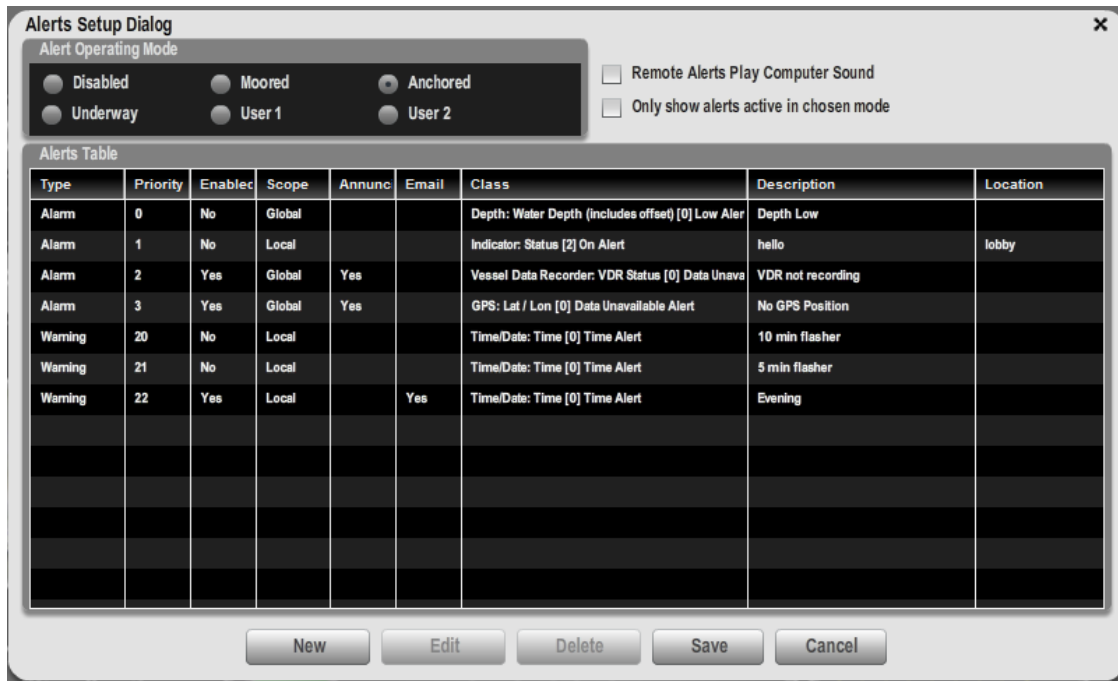 Alerts Setup Dialog
Alert Operating Mode
Disabled Moored Anchored
Underway User 1 User 2
Remote Alerts Play Computer Sound
Only show alerts active in chosen mode
Alerts Table
Type Priority Enabled Scope Annunc Email Class Description Location
Alarm 0 No Global Depth: Water Depth (includes offset) [0] Low Aler Depth Low
Alarm 1 No Local Indicator: Status [2] On Alert hello lobby
Alarm 2 Yes Global Yes Vessel Data Recorder: VDR Status [0] Data Unava VDR not recording
Alarm 3 Yes Global Yes GPS: Lat / Lon [0] Data Unavailable Alert No GPS Position
Warning 20 No Local Time/Date: Time [0] Time Alert 10 min flasher
Warning 21 No Local Time/Date: Time [0] Time Alert 5 min flasher
Warning 22 Yes Local Yes Time/Date: Time [0] Time Alert Evening
New Edit Delete Save Cancel